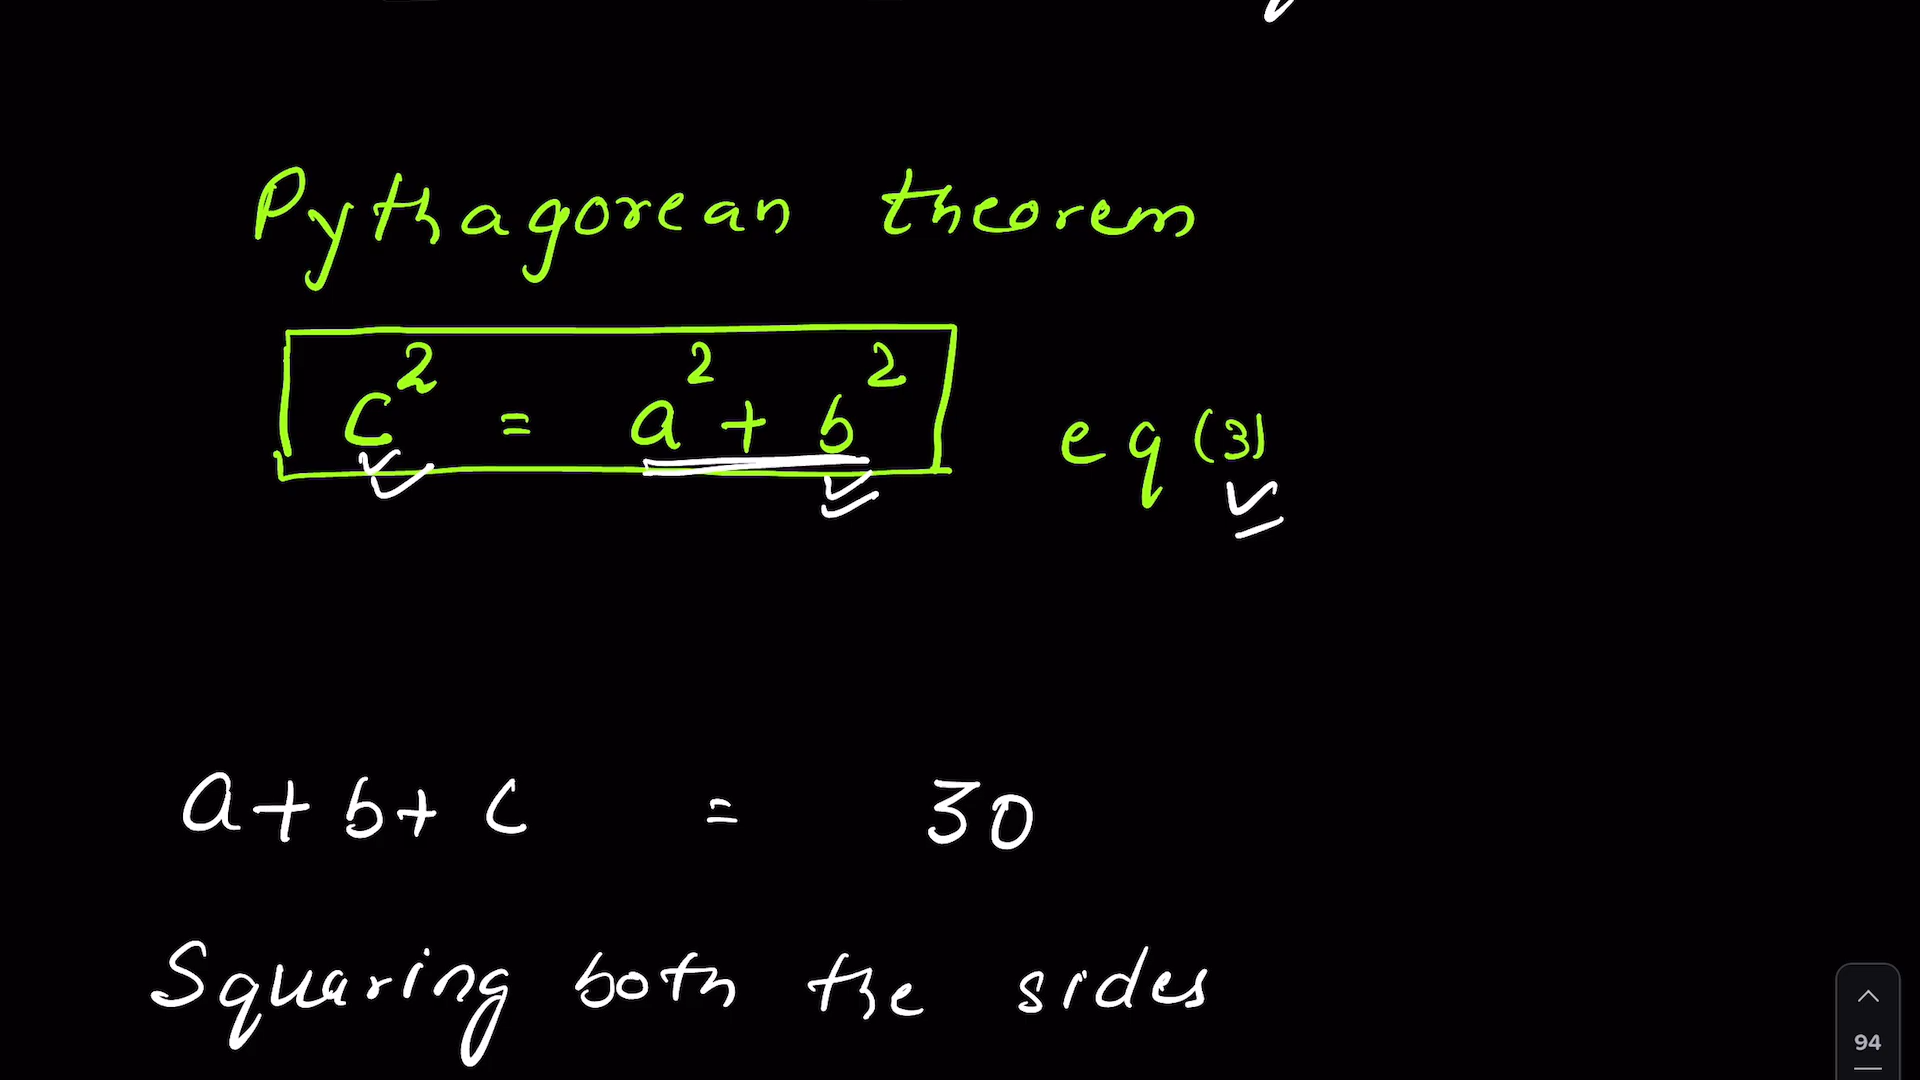 Pythagorean theorem
c² = a² + b² eq (3)
a + b + c = 30
Squaring both the sides
94